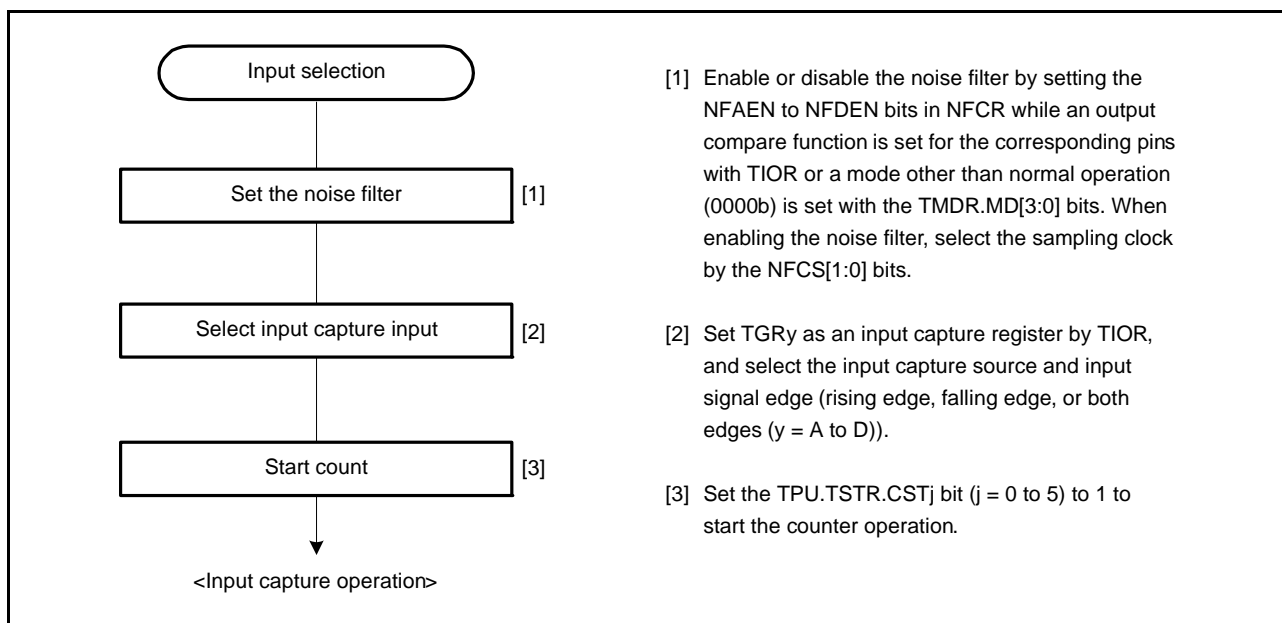 Input selection
Set the noise filter
[1]
Select input capture input
[2]
Start count
[3]
<Input capture operation>
[1] Enable or disable the noise filter by setting the
NFAEN to NFDEN bits in NFCR while an output
compare function is set for the corresponding pins
with TIOR or a mode other than normal operation
(0000b) is set with the TMDR.MD[3:0] bits. When
enabling the noise filter, select the sampling clock
by the NFCS[1:0] bits.
[2] Set TGRy as an input capture register by TIOR,
and select the input capture source and input
signal edge (rising edge, falling edge, or both
edges (y = A to D)).
[3] Set the TPU.TSTR.CSTj bit (j = 0 to 5) to 1 to
start the counter operation.